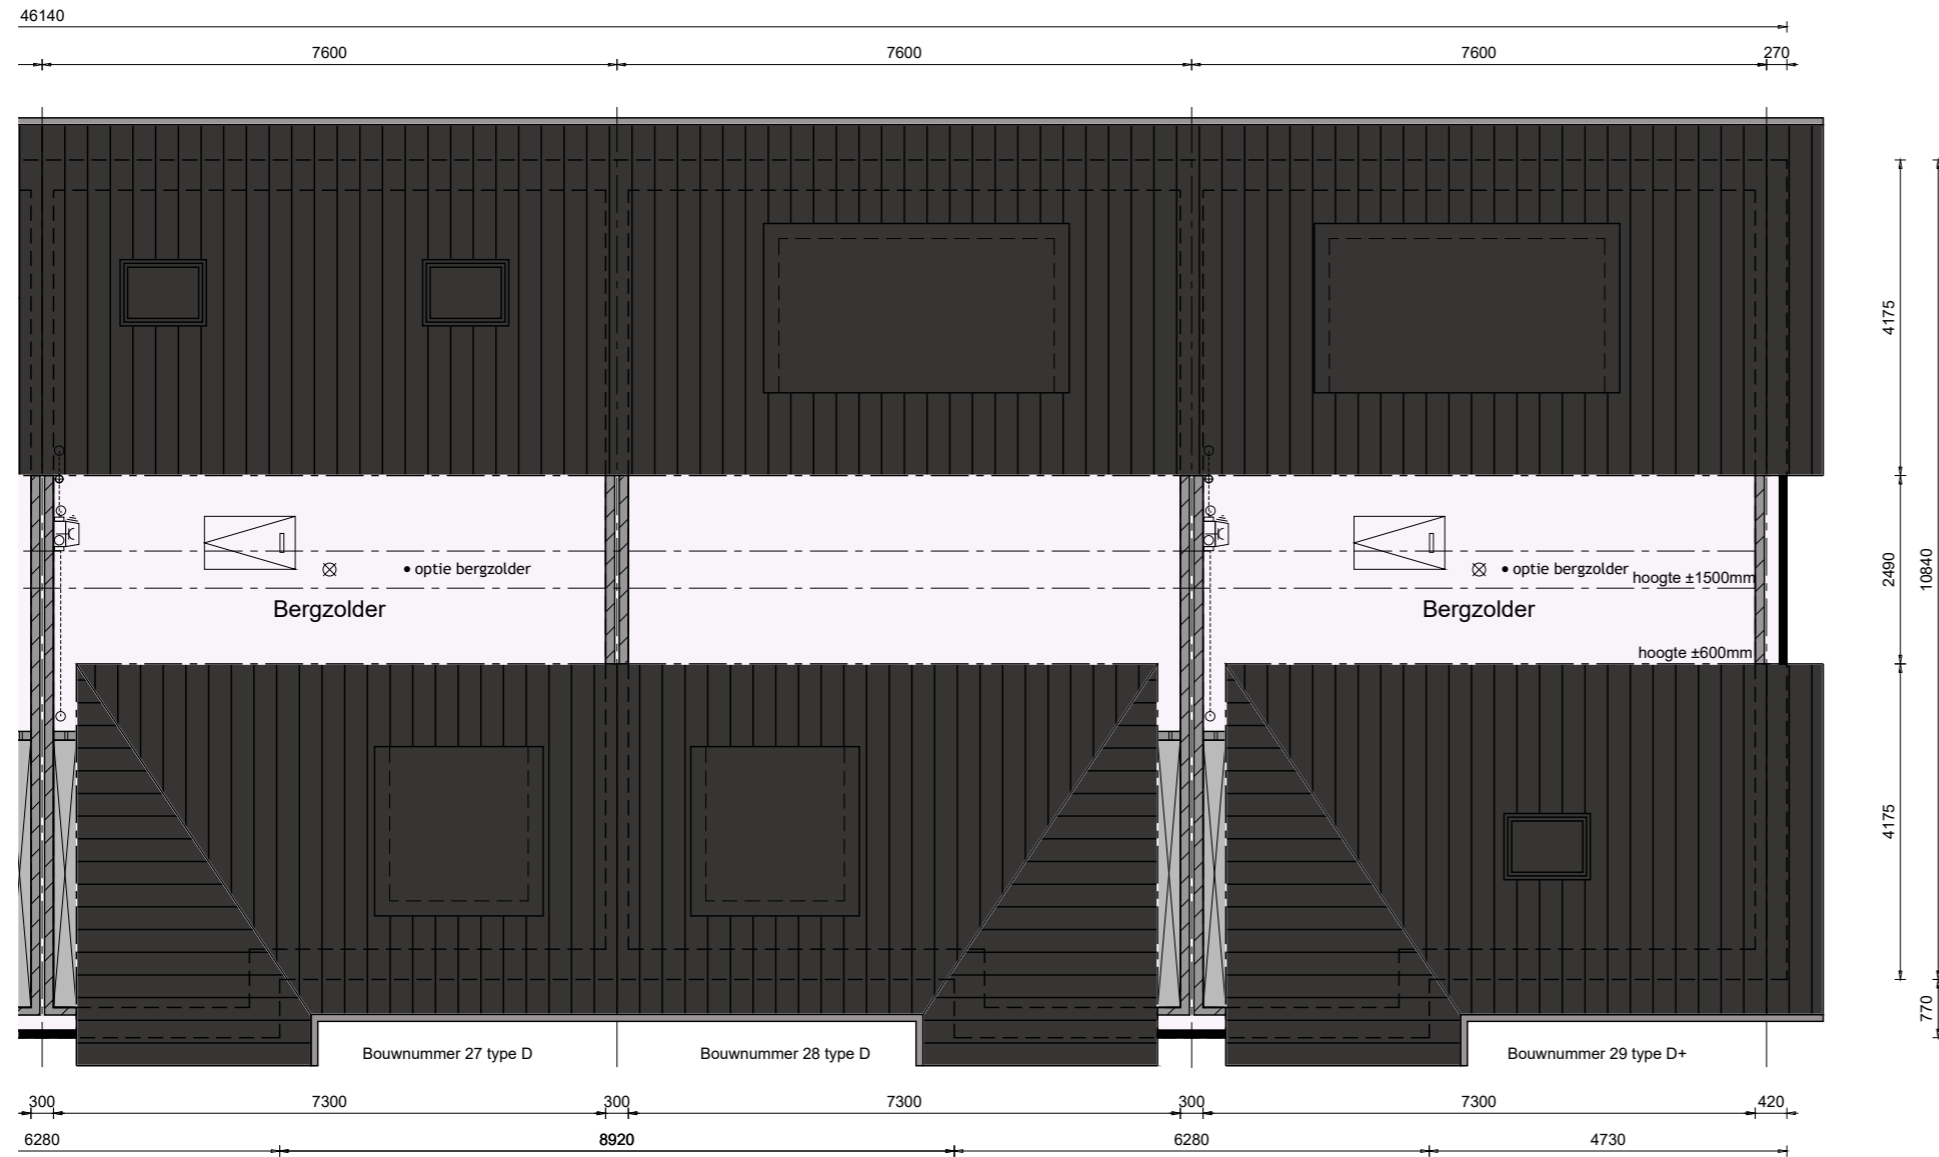 46140
7600 7600 7600 270
4175
optie bergzolder optie bergzolder
hoogte ±1500mm
2490
10840
Bergzolder Bergzolder
hoogte ±600mm
4175
770
Bouwnummer 27 type D Bouwnummer 28 type D Bouwnummer 29 type D+
300 7300 300 7300 300 7300 420
6280 8920 6280 4730